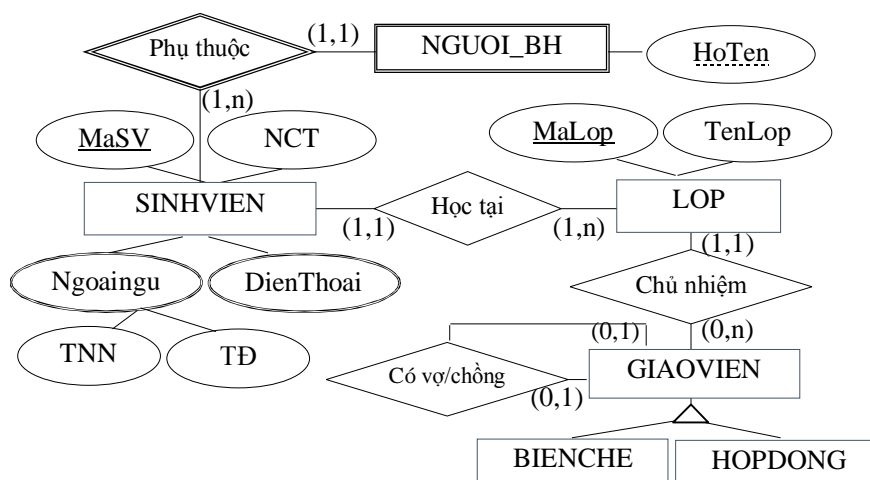 Phụ thuộc
(1,1)
NGUOI_BH
HoTen
(1,n)
MaSV
NCT
MaLop
TenLop
SINHVIEN
(1,1)
Học tại
(1,n)
LOP
(1,1)
Ngoaingu
DienThoai
Chủ nhiệm
TNN
TĐ
(0,1)
(0,n)
Có vợ/chồng
(0,1)
GIAOVIEN
BIENCHE
HOPDONG